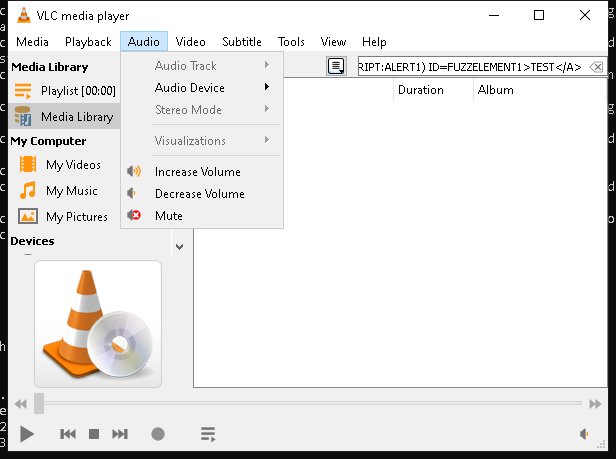 VLC media player
Media Playback Audio Video Subtitle Tools View Help
Media Library
RIPT:ALERT1) ID=FUZZELEMENT1>TEST</A>
Playlist [00:00]
Media Library
Duration Album
My Computer
My Videos
My Music
My Pictures
Devices
Audio Track
Audio Device
Stereo Mode
Visualizations
Increase Volume
Decrease Volume
Mute